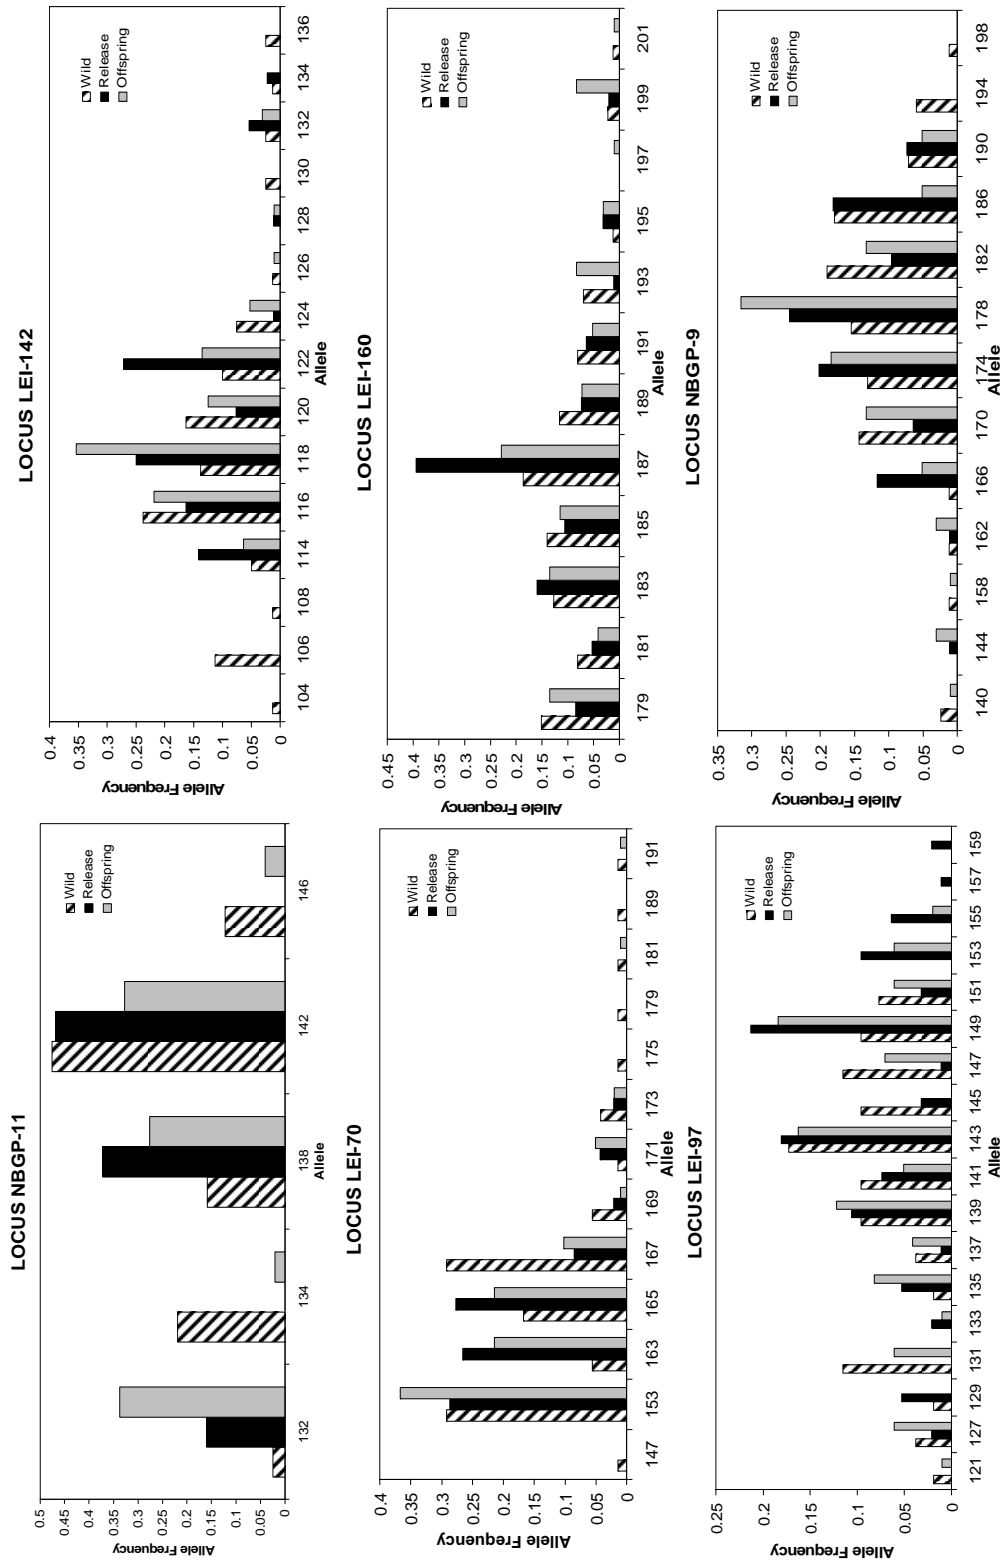 LOCUS NBGP-11
0.5
0.45
0.4
0.35
0.3
0.25
0.2
0.15
0.1
0.05
0
Allele Frequency
Wild
Release
Offspring
132 134 138 142 146
Allele
LOCUS LEI-142
0.4
0.35
0.3
0.25
0.2
0.15
0.1
0.05
0
Allele Frequency
Wild
Release
Offspring
104 106 108 114 116 118 120 122 124 126 128 130 132 134 136
Allele
LOCUS LEI-70
0.4
0.35
0.3
0.25
0.2
0.15
0.1
0.05
0
Allele Frequency
Wild
Release
Offspring
147 153 163 165 167 169 171 173 175 179 181 189 191
Allele
LOCUS LEI-160
0.45
0.4
0.35
0.3
0.25
0.2
0.15
0.1
0.05
0
Allele Frequency
Wild
Release
Offspring
179 181 183 185 187 189 191 193 195 197 199 201
Allele
LOCUS LEI-97
0.25
0.2
0.15
0.1
0.05
0
Allele Frequency
Wild
Release
Offspring
121 127 129 131 133 135 137 139 141 143 145 147 149 151 153 155 157 159
Allele
LOCUS NBGP-9
0.35
0.3
0.25
0.2
0.15
0.1
0.05
0
Allele Frequency
Wild
Release
Offspring
140 144 158 162 166 170 174 178 182 186 190 194 198
Allele